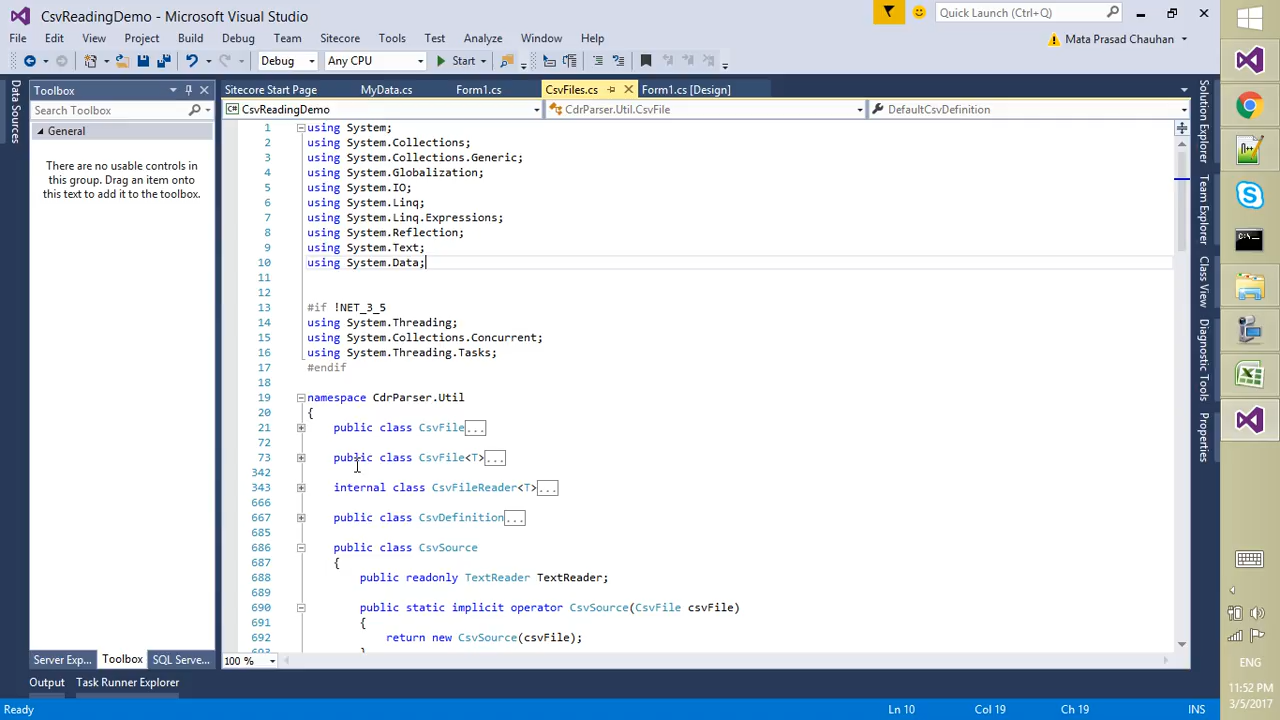 CsvReadingDemo - Microsoft Visual Studio
Quick Launch (Ctrl+Q)
File Edit View Project Build Debug Team Sitecore Tools Test Analyze Window Help
Mata Prasad Chauhan
Debug Any CPU Start
Data Sources
Toolbox
Search Toolbox
General
There are no usable controls in
this group. Drag an item onto
this text to add it to the toolbox.
Sitecore Start Page MyData.cs Form1.cs CsvFiles.cs Form1.cs [Design]
CsvReadingDemo CdrParser.Util.CsvFile DefaultCsvDefinition
1 using System;
2 using System.Collections;
3 using System.Collections.Generic;
4 using System.Globalization;
5 using System.IO;
6 using System.Linq;
7 using System.Linq.Expressions;
8 using System.Reflection;
9 using System.Text;
10 using System.Data;
11
12
13 #if !NET_3_5
14 using System.Threading;
15 using System.Collections.Concurrent;
16 using System.Threading.Tasks;
17 #endif
18
19 namespace CdrParser.Util
20 {
21 public class CsvFile...
72
73 public class CsvFile<T>...
342
343 internal class CsvFileReader<T>...
666
667 public class CsvDefinition...
685
686 public class CsvSource
687 {
688 public readonly TextReader TextReader;
689
690 public static implicit operator CsvSource(CsvFile csvFile)
691 {
692 return new CsvSource(csvFile);
693 }
100 %
Server Exp... Toolbox SQL Serve...
Output Task Runner Explorer
Ready Ln 10 Col 19 Ch 19 INS
Solution Explorer
Team Explorer
Class View
Diagnostic Tools
Properties
ENG
11:52 PM
3/5/2017